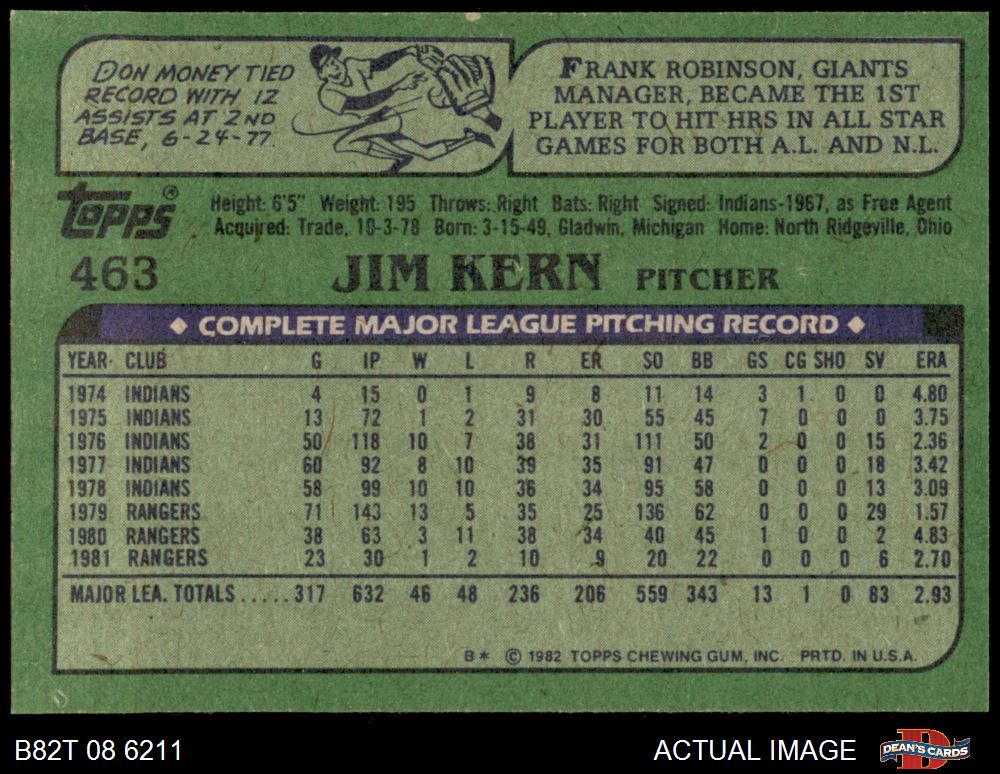 DON MONEY TIED
RECORD WITH 12
ASSISTS AT 2ND
BASE, 6-24-77.
FRANK ROBINSON, GIANTS
MANAGER, BECAME THE 1ST
PLAYER TO HIT HRS IN ALL STAR
GAMES FOR BOTH A.L. AND N.L.
topps®
Height: 6'5" Weight: 195 Throws: Right Bats: Right Signed: Indians-1967, as Free Agent
Acquired: Trade, 10-3-78 Born: 3-15-49, Gladwin, Michigan Home: North Ridgeville, Ohio
463 JIM KERN PITCHER
◆ COMPLETE MAJOR LEAGUE PITCHING RECORD ◆
YEAR CLUB G IP W L R ER SO BB GS CG SHO SV ERA
1974 INDIANS 4 15 0 1 9 8 11 14 3 1 0 0 4.80
1975 INDIANS 13 72 1 2 31 30 55 45 7 0 0 0 3.75
1976 INDIANS 50 118 10 7 38 31 111 50 2 0 0 15 2.36
1977 INDIANS 60 92 8 10 39 35 91 47 0 0 0 18 3.42
1978 INDIANS 58 99 10 10 36 34 95 58 0 0 0 13 3.09
1979 RANGERS 71 143 13 5 35 25 136 62 0 0 0 29 1.57
1980 RANGERS 38 63 3 11 38 34 40 45 1 0 0 2 4.83
1981 RANGERS 23 30 1 2 10 9 20 22 0 0 0 6 2.70
MAJOR LEA. TOTALS.....317 632 46 48 236 206 559 343 13 1 0 83 2.93
B* © 1982 TOPPS CHEWING GUM, INC. PRTD. IN U.S.A.
B82T 08 6211
ACTUAL IMAGE
DEAN'S CARDS